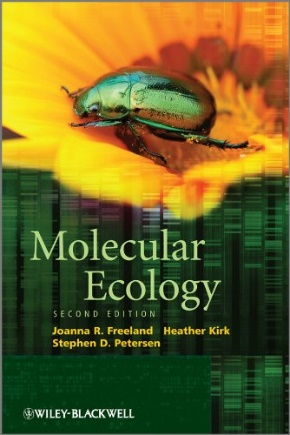 Molecular
Ecology
SECOND EDITION
Joanna R. Freeland Heather Kirk
Stephen D. Petersen
WILEY-BLACKWELL